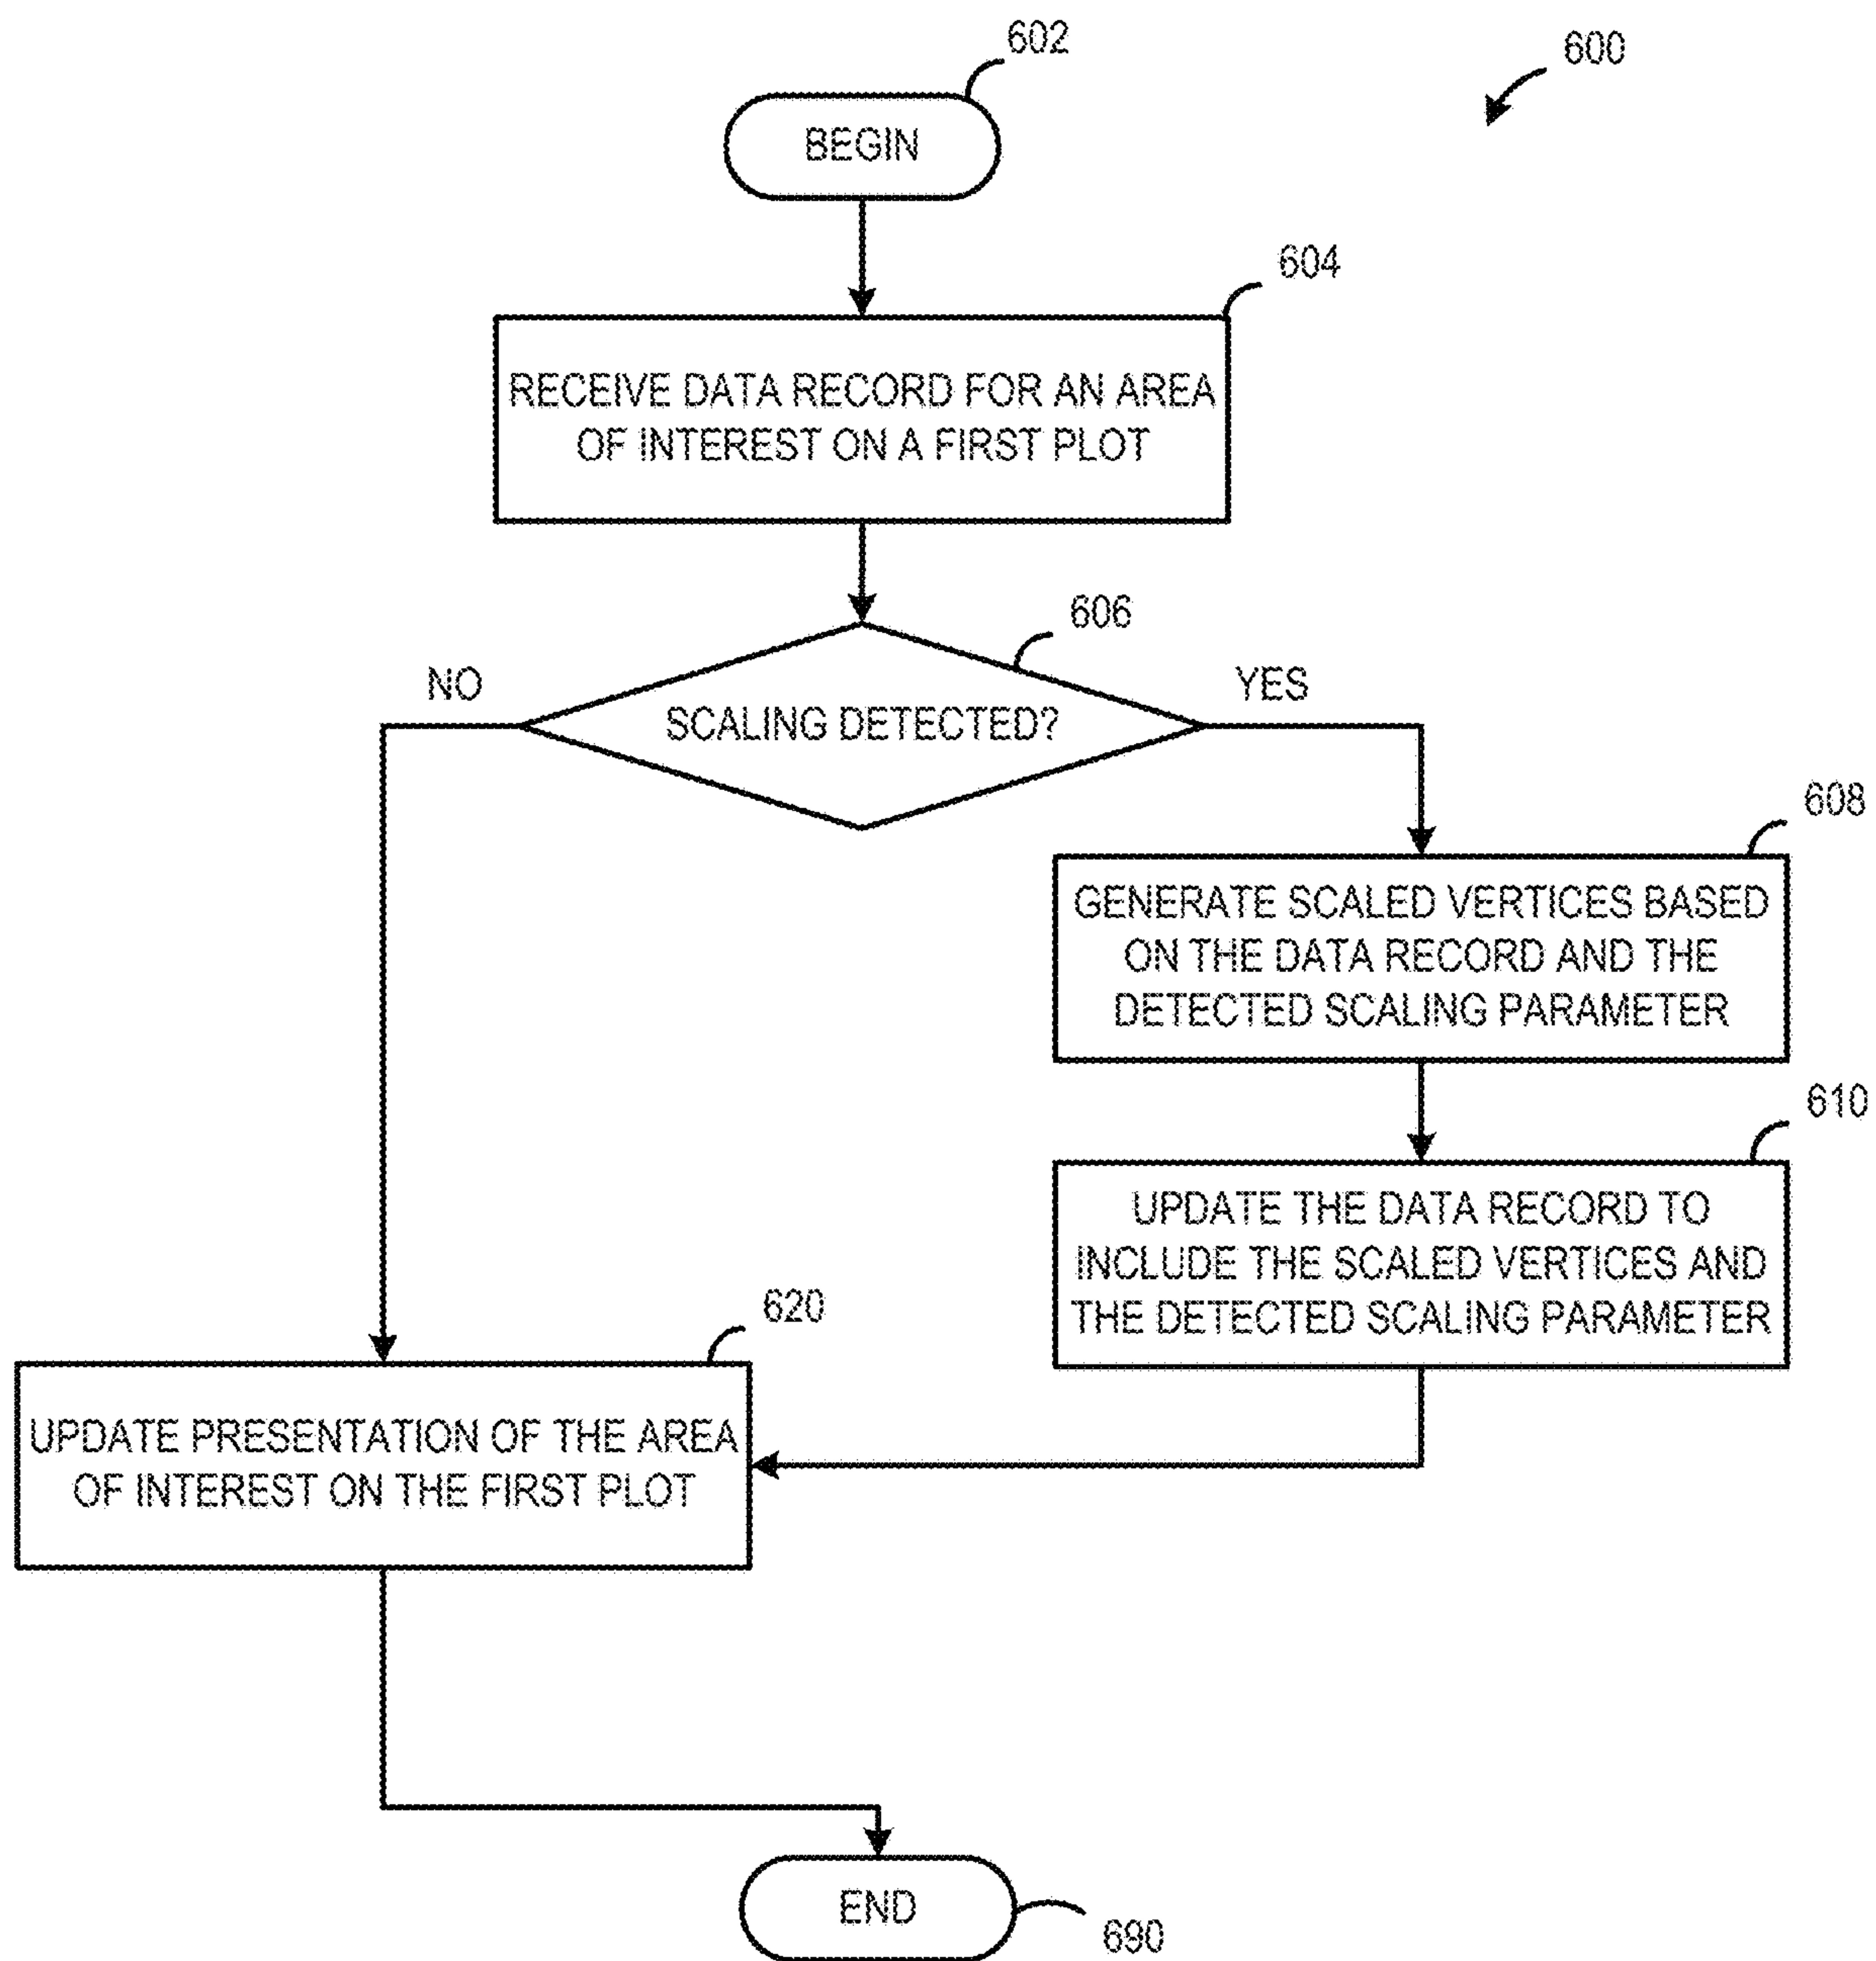 602
600
BEGIN
604
RECEIVE DATA RECORD FOR AN AREA
OF INTEREST ON A FIRST PLOT
606
NO
YES
SCALING DETECTED?
608
GENERATE SCALED VERTICES BASED
ON THE DATA RECORD AND THE
DETECTED SCALING PARAMETER
610
UPDATE THE DATA RECORD TO
INCLUDE THE SCALED VERTICES AND
THE DETECTED SCALING PARAMETER
620
UPDATE PRESENTATION OF THE AREA
OF INTEREST ON THE FIRST PLOT
END
690